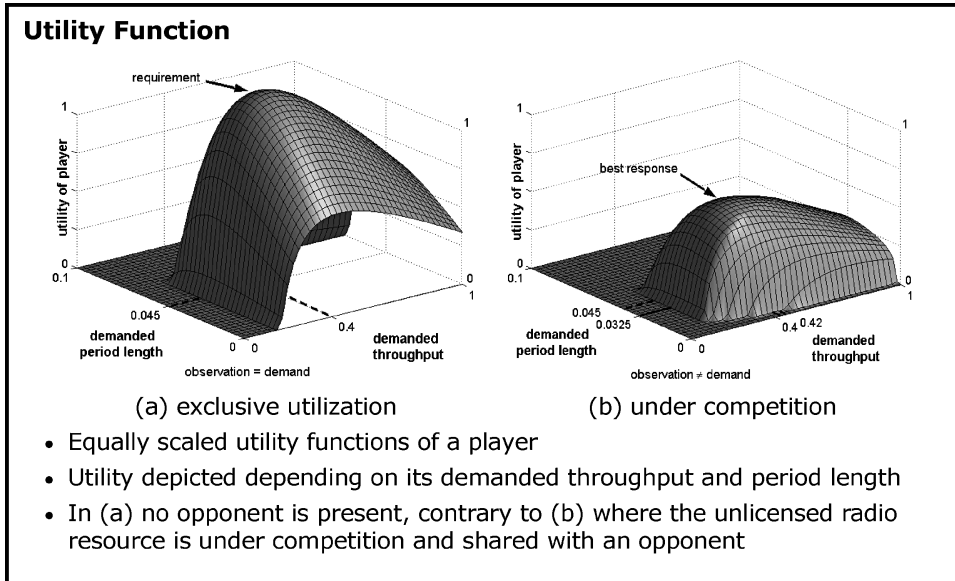 Utility Function
requirement
1
1
utility of player
0
0.1
0
1
0.045
0.4
demanded
period length
0
0
demanded
throughput
observation = demand
(a) exclusive utilization
1
1
best response
utility of player
0
0.1
0
1
0.045
0.0325
0.4
0.42
demanded
period length
0
0
demanded
throughput
observation ≠ demand
(b) under competition
• Equally scaled utility functions of a player
• Utility depicted depending on its demanded throughput and period length
• In (a) no opponent is present, contrary to (b) where the unlicensed radio
resource is under competition and shared with an opponent